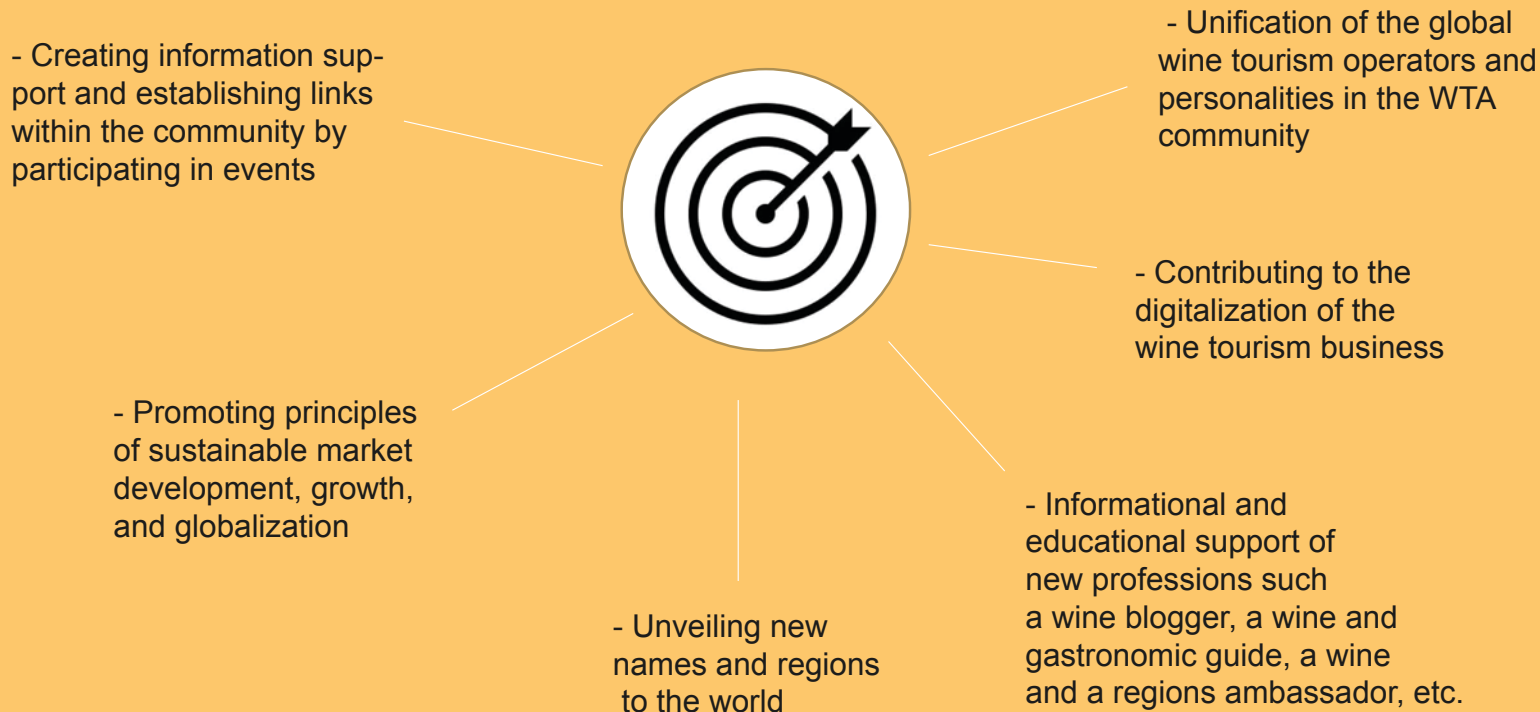 - Creating information sup-
port and establishing links
within the community by
participating in events
- Unification of the global
wine tourism operators and
personalities in the WTA
community
- Contributing to the
digitalization of the
wine tourism business
- Promoting principles
of sustainable market
development, growth,
and globalization
- Informational and
educational support of
new professions such
a wine blogger, a wine and
gastronomic guide, a wine
and a regions ambassador, etc.
- Unveiling new
names and regions
to the world